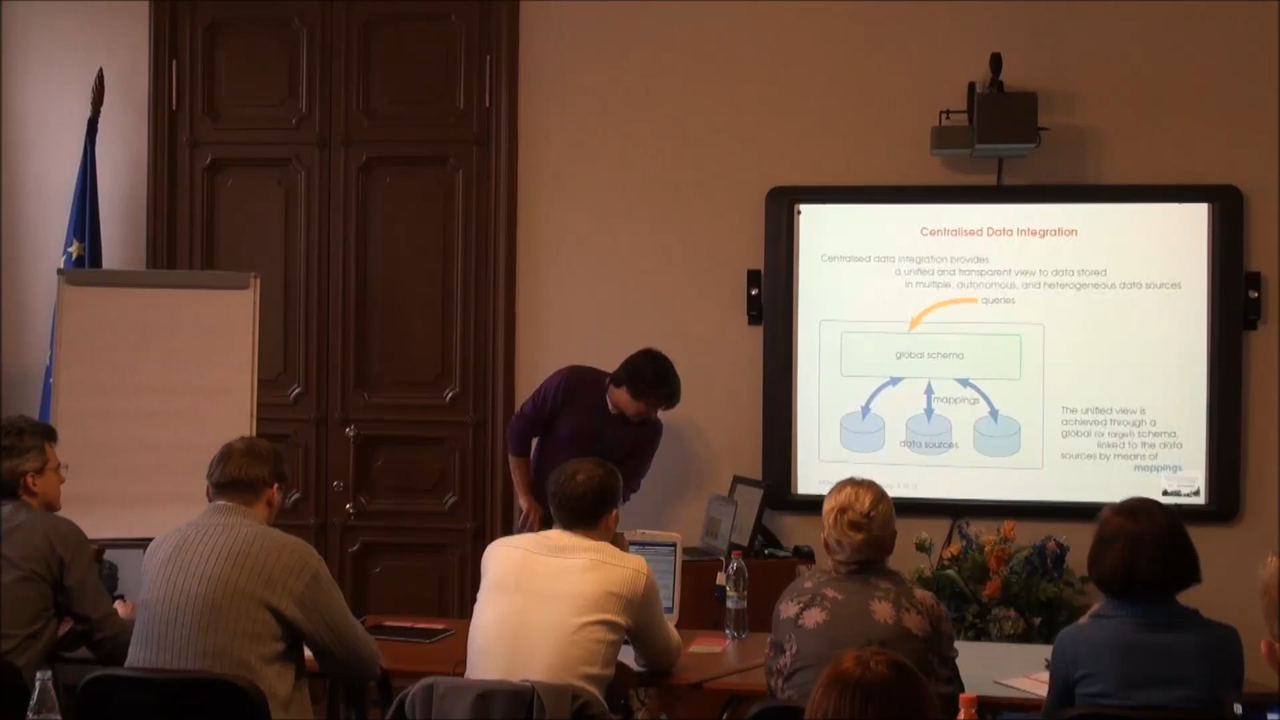 Centralised Data Integration
Centralised data integration provides
a unified and transparent view to data stored
in multiple, autonomous, and heterogeneous data sources
queries
global schema
mappings
data sources
The unified view is
achieved through a
global (or target) schema,
linked to the data
sources by means of
mappings